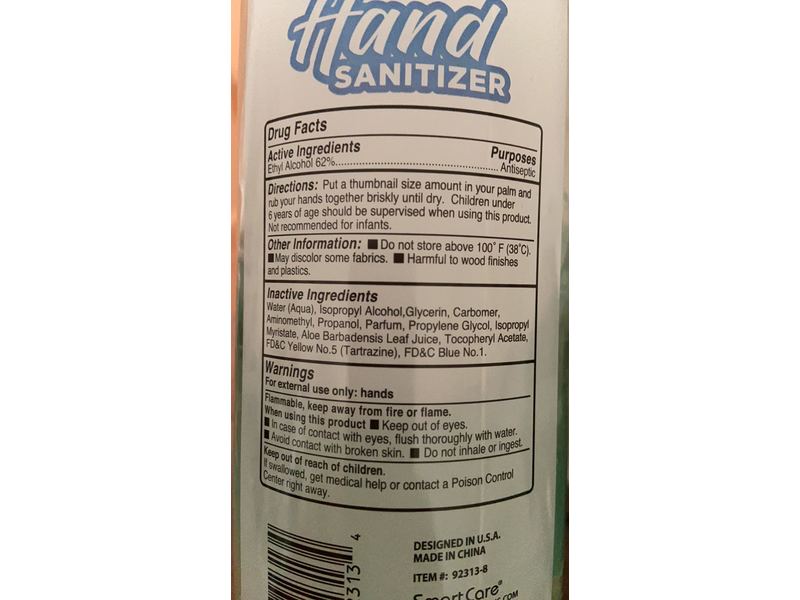 Hand
SANITIZER
Drug Facts
Active Ingredients Purposes
Ethyl Alcohol 62%.................................................. Antiseptic
Directions: Put a thumbnail size amount in your palm and
rub your hands together briskly until dry. Children under
6 years of age should be supervised when using this product.
Not recommended for infants.
Other Information: ■ Do not store above 100° F (38°C).
■ May discolor some fabrics. ■ Harmful to wood finishes
and plastics.
Inactive Ingredients
Water (Aqua), Isopropyl Alcohol,Glycerin, Carbomer,
Aminomethyl, Propanol, Parfum, Propylene Glycol, Isopropyl
Myristate, Aloe Barbadensis Leaf Juice, Tocopheryl Acetate,
FD&C Yellow No.5 (Tartrazine), FD&C Blue No.1.
Warnings
For external use only: hands
Flammable, keep away from fire or flame.
When using this product ■ Keep out of eyes.
■ In case of contact with eyes, flush thoroughly with water.
■ Avoid contact with broken skin. ■ Do not inhale or ingest.
Keep out of reach of children.
If swallowed, get medical help or contact a Poison Control
Center right away.
2313 4
DESIGNED IN U.S.A.
MADE IN CHINA
ITEM #: 92313-8
SmartCare®
.COM